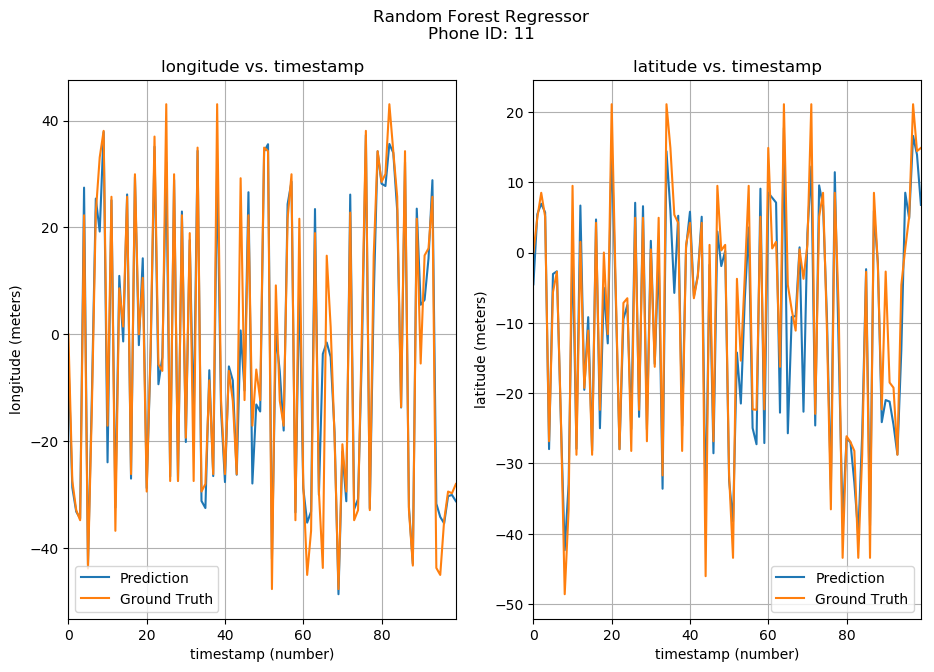 Random Forest Regressor
Phone ID: 11
longitude vs. timestamp
longitude (meters)
40
20
0
−20
−40
0
20
40
60
80
timestamp (number)
Prediction
Ground Truth
latitude vs. timestamp
latitude (meters)
20
10
0
−10
−20
−30
−40
−50
0
20
40
60
80
timestamp (number)
Prediction
Ground Truth